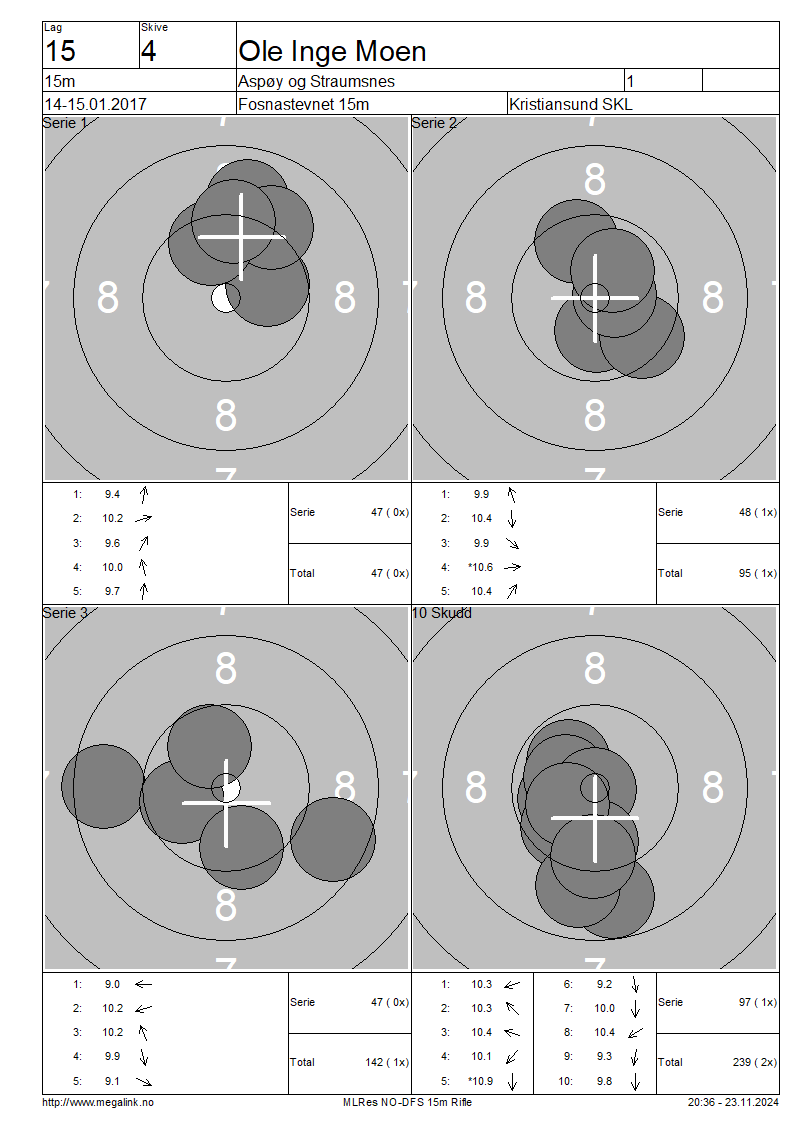 Lag
Skive
15
4
Ole Inge Moen
15m
Aspøy og Straumsnes
1
14-15.01.2017
Fosnastevnet 15m
Kristiansund SKL
Serie 1
7
8
7
8
8
8
7
Serie 2
7
8
8
8
7
8
7
1: 9.4
2: 10.2
3: 9.6
4: 10.0
5: 9.7
Serie 47 ( 0x)
Total 47 ( 0x)
1: 9.9
2: 10.4
3: 9.9
4: *10.6
5: 10.4
Serie 48 ( 1x)
Total 95 ( 1x)
Serie 3
7
8
7
8
8
7
10 Skudd
7
8
7
8
8
7
7
1: 9.0
2: 10.2
3: 10.2
4: 9.9
5: 9.1
Serie 47 ( 0x)
Total 142 ( 1x)
1: 10.3
2: 10.3
3: 10.4
4: 10.1
5: *10.9
6: 9.2
7: 10.0
8: 10.4
9: 9.3
10: 9.8
Serie 97 ( 1x)
Total 239 ( 2x)
http://www.megalink.no
MLRes NO-DFS 15m Rifle
20:36 - 23.11.2024